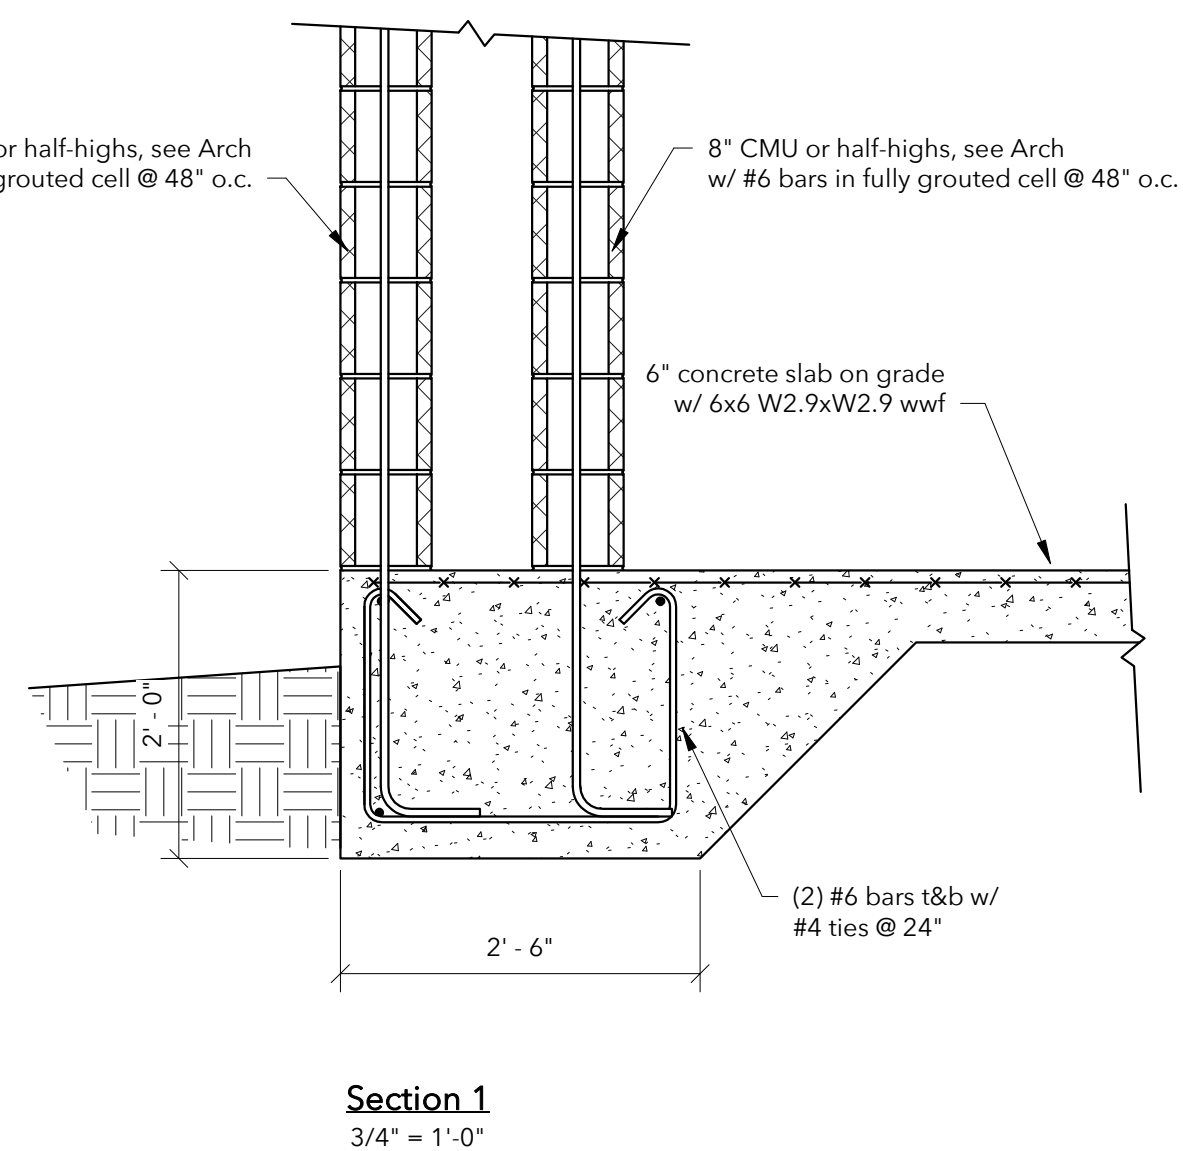 or half-highs, see Arch
grouted cell @ 48" o.c.
8" CMU or half-highs, see Arch
w/ #6 bars in fully grouted cell @ 48" o.c.
6" concrete slab on grade
w/ 6x6 W2.9xW2.9 wwf
2' - 0"
(2) #6 bars t&b w/
#4 ties @ 24"
2' - 6"
Section 1
3/4" = 1'-0"